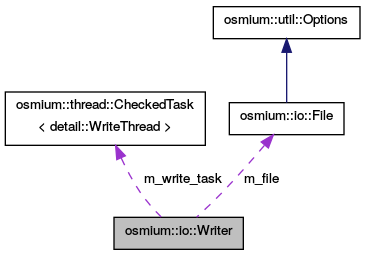 osmium::util::Options
osmium::thread::CheckedTask
< detail::WriteThread >
osmium::io::File
m_write_task
m_file
osmium::io::Writer